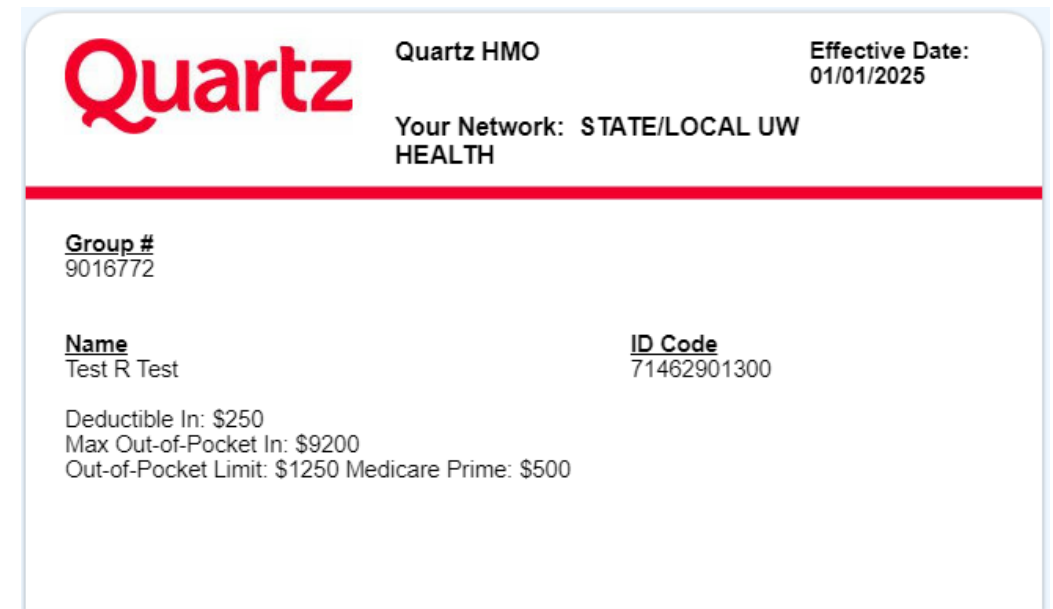 Quartz
Quartz HMO
Effective Date:
01/01/2025
Your Network: STATE/LOCAL UW
HEALTH
Group #
9016772
Name
Test R Test
ID Code
71462901300
Deductible In: $250
Max Out-of-Pocket In: $9200
Out-of-Pocket Limit: $1250 Medicare Prime: $500